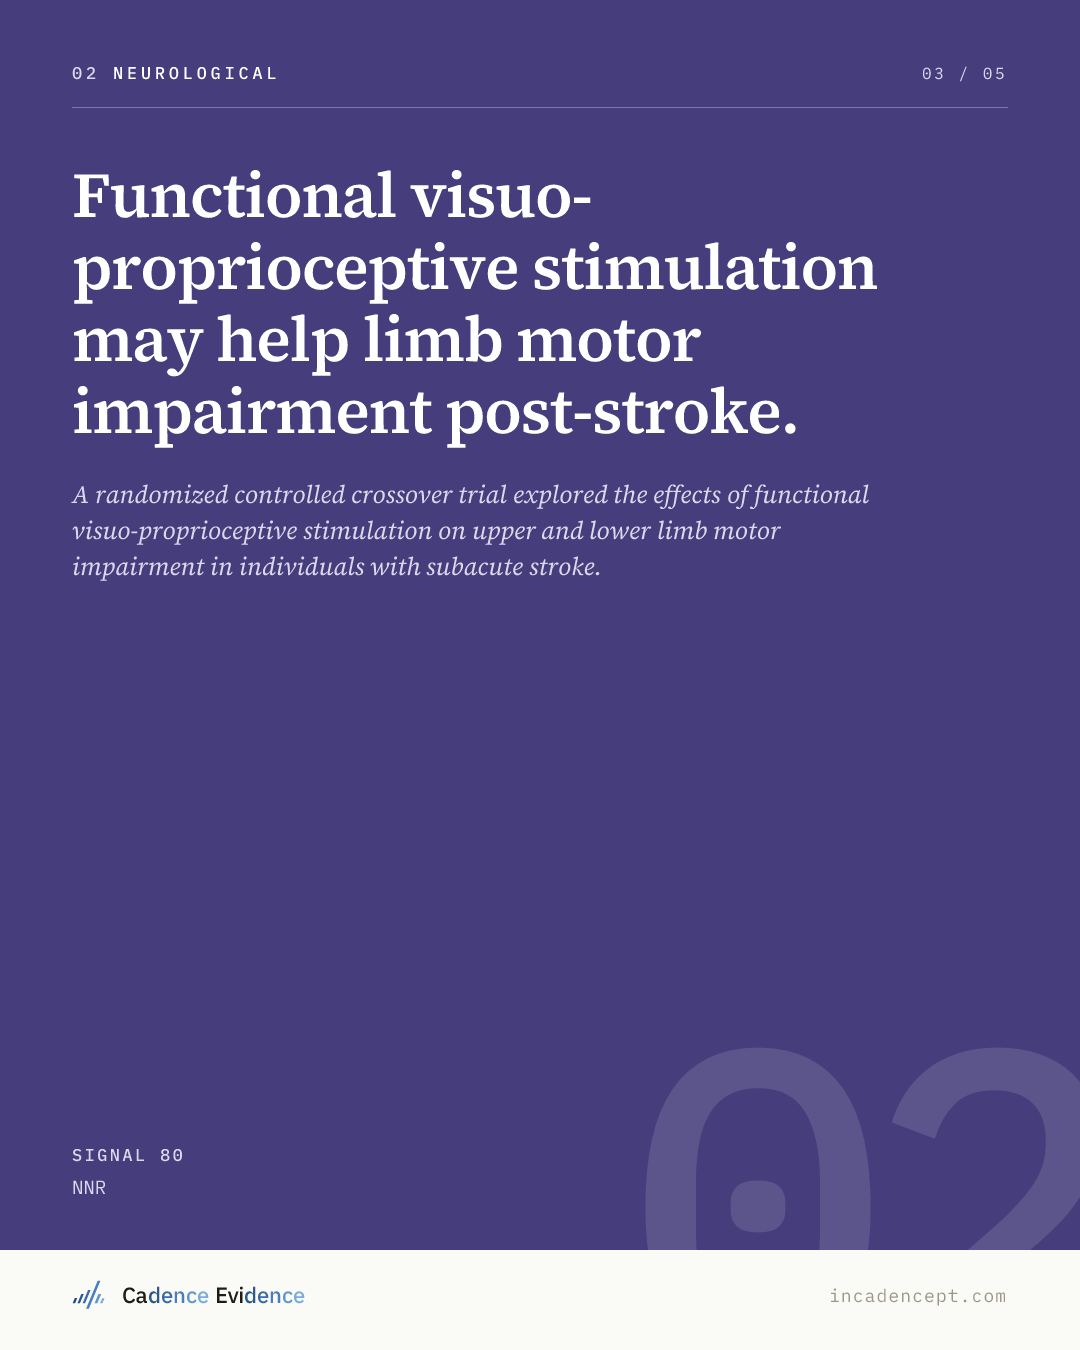 02 NEUROLOGICAL
03 / 05
Functional visuo-
proprioceptive stimulation
may help limb motor
impairment post-stroke.
A randomized controlled crossover trial explored the effects of functional
visuo-proprioceptive stimulation on upper and lower limb motor
impairment in individuals with subacute stroke.
02
SIGNAL 80
NNR
Cadence Evidence
incadencept.com